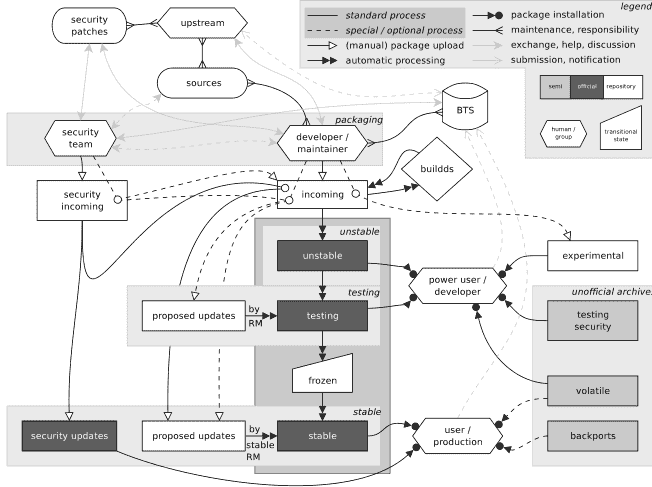 legend
standard process
special / optional process
(manual) package upload
automatic processing
package installation
maintenance, responsibility
exchange, help, discussion
submission, notification
semi
official
repository
human /
group
transitional
state
security
patches
upstream
sources
BTS
packaging
security
team
developer /
maintainer
buildds
security
incoming
incoming
unstable
unstable
experimental
power user /
developer
testing
proposed updates
by
RM
testing
unofficial archives
testing
security
frozen
volatile
stable
security updates
proposed updates
by
stable
RM
stable
user /
production
backports